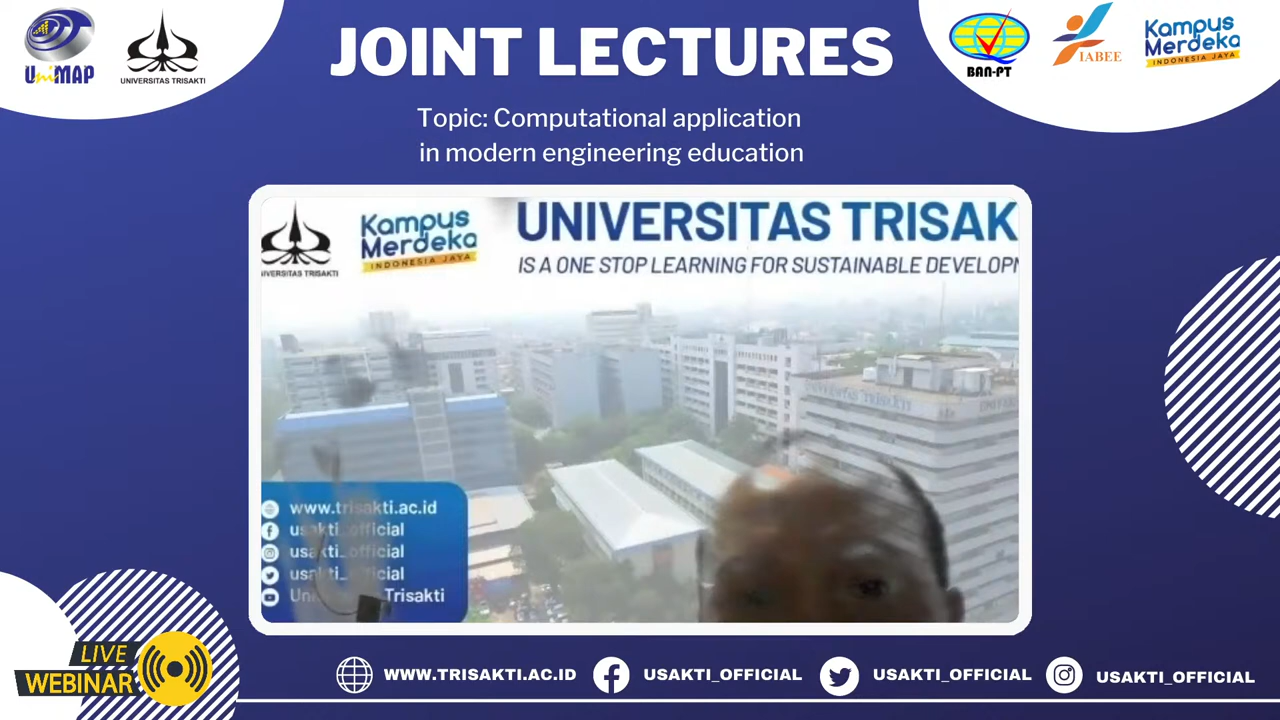 UniMAP
UNIVERSITAS TRISAKTI
JOINT LECTURES
BAN-PT
IABEE
Kampus
Merdeka
INDONESIA JAYA
Topic: Computational application
in modern engineering education
IVERSITAS TRISAKTI
Kampus
Merdeka
INDONESIA JAYA
UNIVERSITAS TRISAK
IS A ONE STOP LEARNING FOR SUSTAINABLE DEVELOP
UNIVERSITAS TRISAKTI
www.trisakti.ac.id
usakti_official
usakti_official
usakti_official
Trisakti
LIVE
WEBINAR
WWW.TRISAKTI.AC.ID
USAKTI_OFFICIAL
USAKTI_OFFICIAL
USAKTI_OFFICIAL